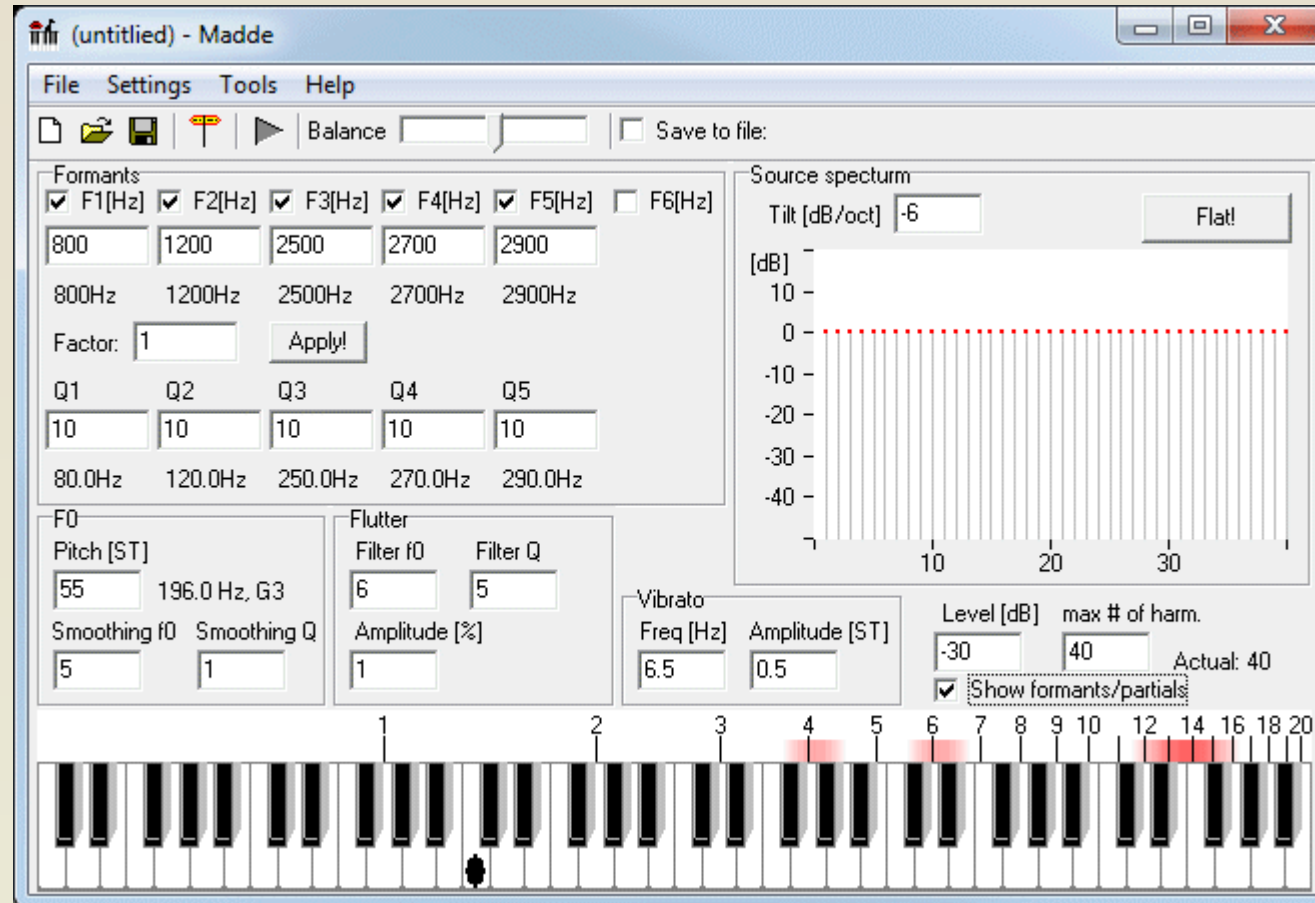 (untitlied) - Madde
File Settings Tools Help
Balance Save to file:
Formants
F1[Hz] F2[Hz] F3[Hz] F4[Hz] F5[Hz] F6[Hz]
800 1200 2500 2700 2900
800Hz 1200Hz 2500Hz 2700Hz 2900Hz
Factor: 1 Apply!
Q1 Q2 Q3 Q4 Q5
10 10 10 10 10
80.0Hz 120.0Hz 250.0Hz 270.0Hz 290.0Hz
Source specturm
Tilt [dB/oct] -6 Flat!
[dB]
10
0
-10
-20
-30
-40
10 20 30
F0
Pitch [ST]
55 196.0 Hz, G3
Smoothing f0 Smoothing Q
5 1
Flutter
Filter f0 Filter Q
6 5
Amplitude [%]
1
Vibrato
Freq [Hz] Amplitude [ST]
6.5 0.5
Level [dB] max # of harm.
-30 40 Actual: 40
Show formants/partials
1 2 3 4 5 6 7 8 9 10 12 14 16 18 20